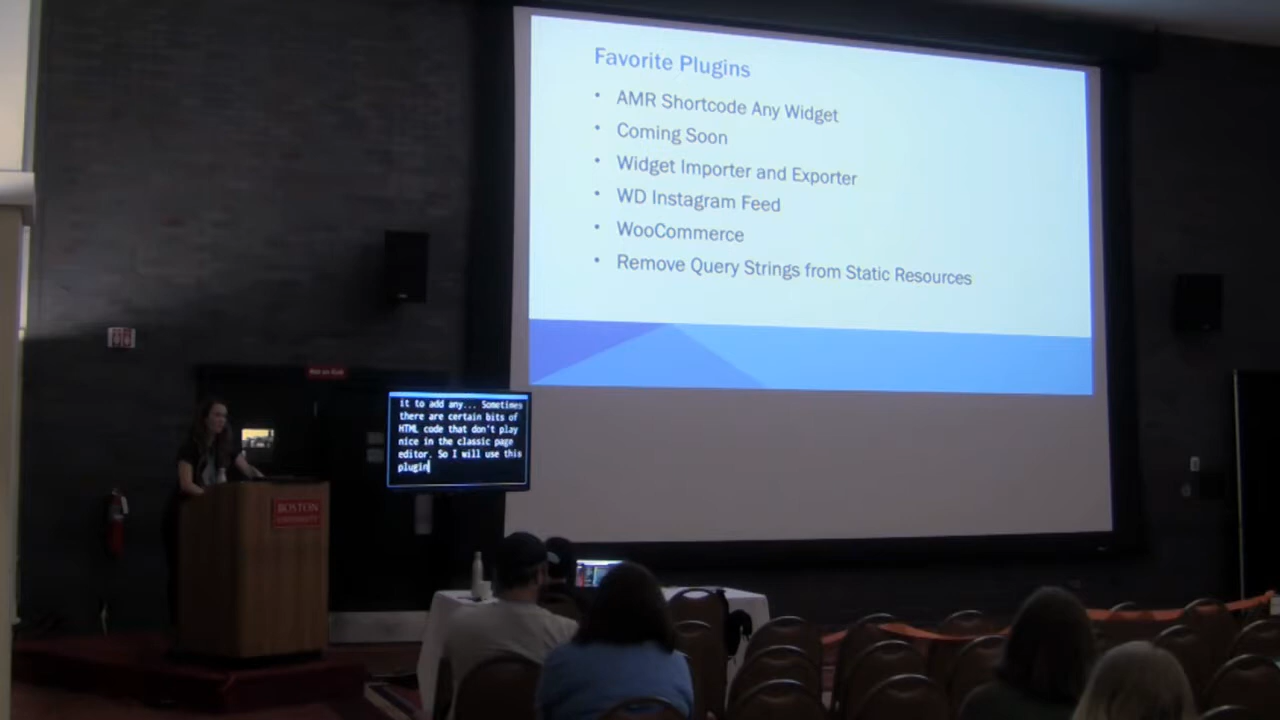 Favorite Plugins
• AMR Shortcode Any Widget
• Coming Soon
• Widget Importer and Exporter
• WD Instagram Feed
• WooCommerce
• Remove Query Strings from Static Resources
it to add any... Sometimes
there are certain bits of
HTML code that don't play
nice in the classic page
editor. So I will use this
plugin
BOSTON
UNIVERSITY